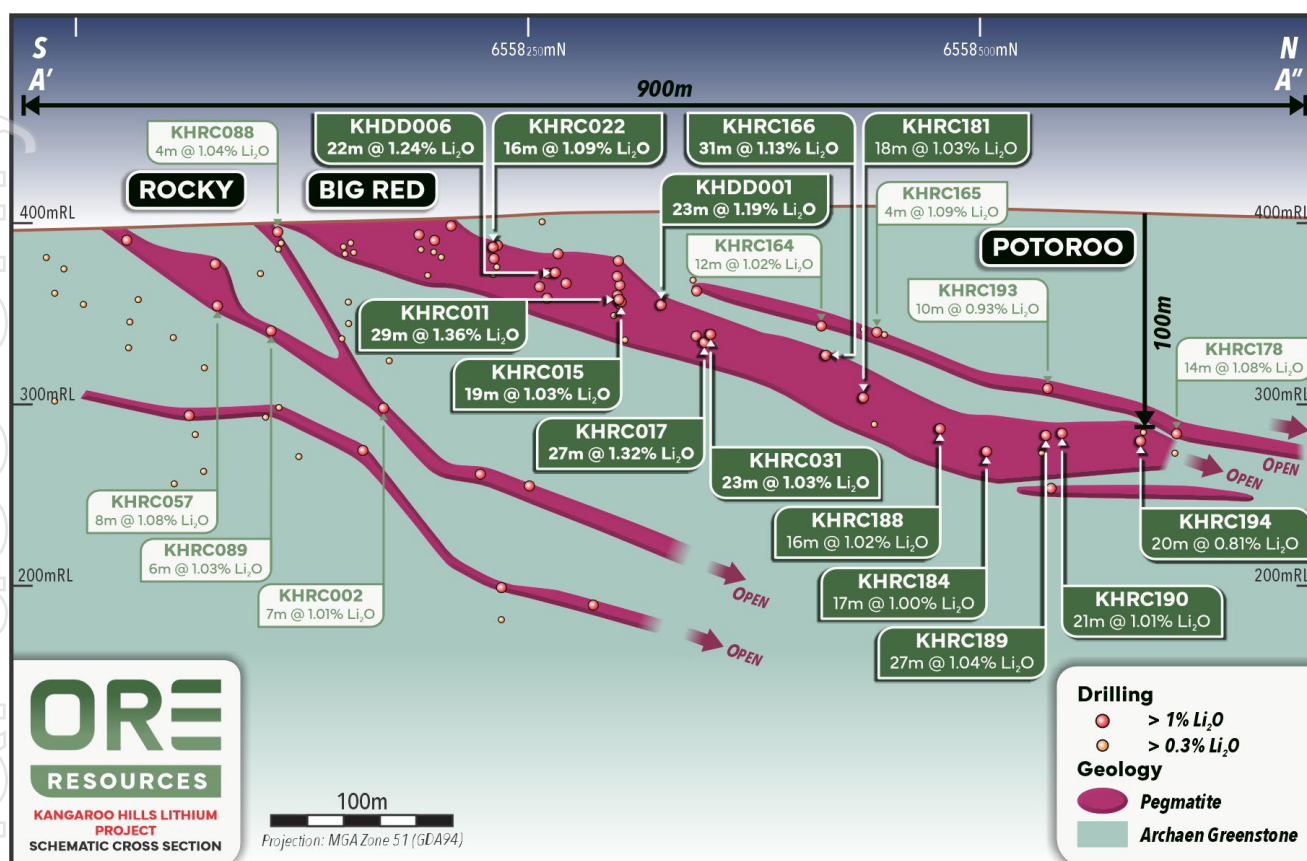 S
A'
N
A"
6558250mN
6558500mN
900m
KHRC088
4m @ 1.04% Li₂O
KHDD006
22m @ 1.24% Li₂O
KHRC022
16m @ 1.09% Li₂O
KHRC166
31m @ 1.13% Li₂O
KHRC181
18m @ 1.03% Li₂O
ROCKY
BIG RED
KHDD001
23m @ 1.19% Li₂O
KHRC165
4m @ 1.09% Li₂O
400mRL
400mRL
KHRC164
12m @ 1.02% Li₂O
POTOROO
KHRC193
10m @ 0.93% Li₂O
100m
KHRC011
29m @ 1.36% Li₂O
KHRC178
14m @ 1.08% Li₂O
KHRC015
19m @ 1.03% Li₂O
300mRL
300mRL
KHRC017
27m @ 1.32% Li₂O
KHRC031
23m @ 1.03% Li₂O
OPEN
OPEN
KHRC057
8m @ 1.08% Li₂O
KHRC188
16m @ 1.02% Li₂O
KHRC194
20m @ 0.81% Li₂O
KHRC089
6m @ 1.03% Li₂O
200mRL
200mRL
KHRC002
7m @ 1.01% Li₂O
KHRC184
17m @ 1.00% Li₂O
KHRC190
21m @ 1.01% Li₂O
OPEN
KHRC189
27m @ 1.04% Li₂O
OPEN
ORE
RESOURCES
KANGAROO HILLS LITHIUM
PROJECT
SCHEMATIC CROSS SECTION
100m
Projection: MGA Zone 51 (GDA94)
Drilling
> 1% Li₂O
> 0.3% Li₂O
Geology
Pegmatite
Archaen Greenstone